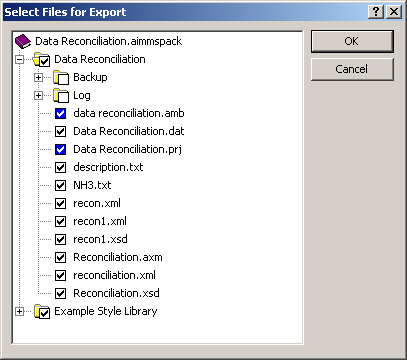 Select Files for Export
Data Reconciliation.aimmspack
OK
Data Reconciliation
Cancel
Backup
Log
data reconciliation.amb
Data Reconciliation.dat
Data Reconciliation.prj
description.txt
NH3.txt
recon.xml
recon1.xml
recon1.xsd
Reconciliation.axm
reconciliation.xml
Reconciliation.xsd
Example Style Library